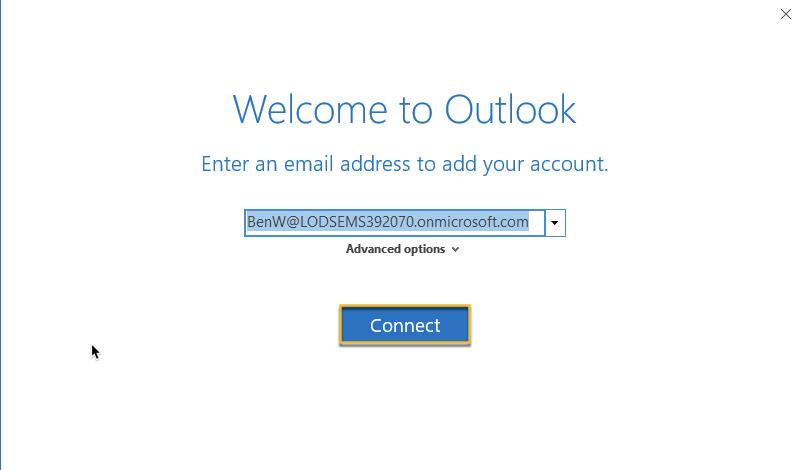 Welcome to Outlook
Enter an email address to add your account.
BenW@LODSEMS392070.onmicrosoft.com
Advanced options
Connect